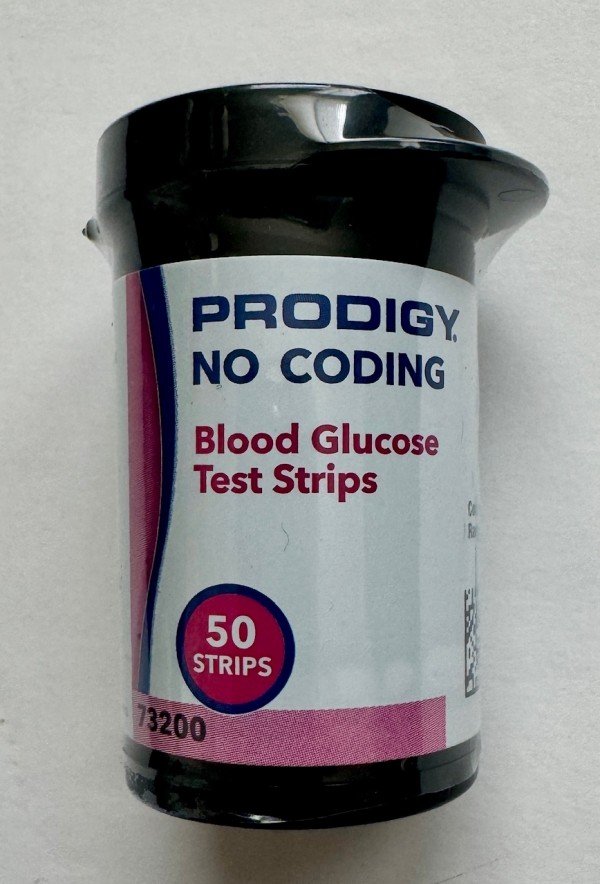 PRODIGY.
NO CODING
Blood Glucose
Test Strips
50
STRIPS
73200